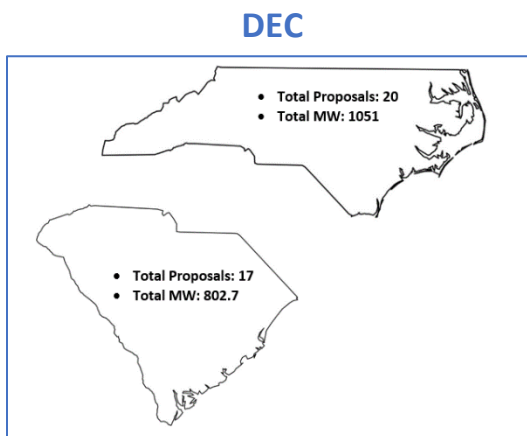 DEC
• Total Proposals: 20
• Total MW: 1051
• Total Proposals: 17
• Total MW: 802.7